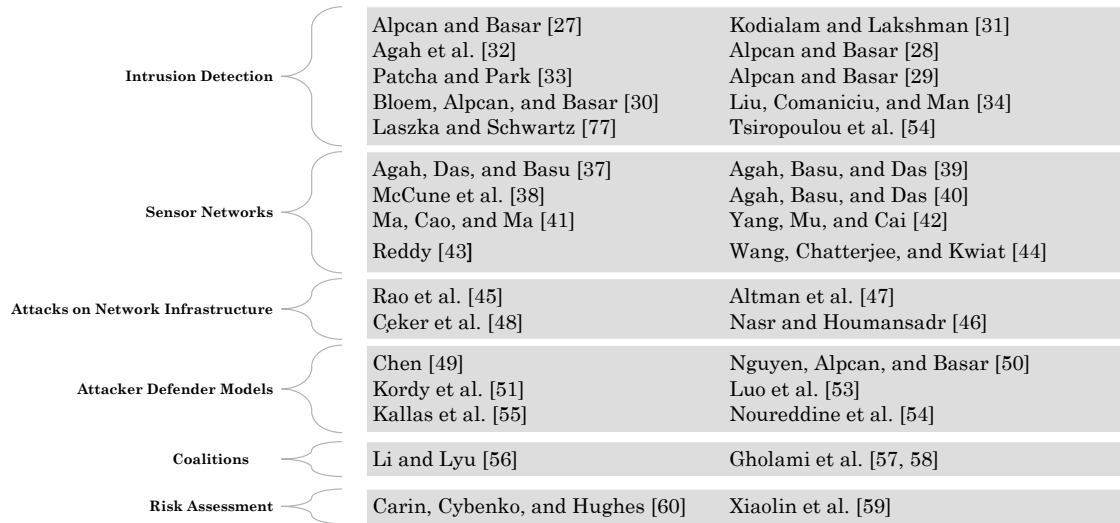 Intrusion Detection
Alpcan and Basar [27] Kodialam and Lakshman [31]
Agah et al. [32] Alpcan and Basar [28]
Patcha and Park [33] Alpcan and Basar [29]
Bloem, Alpcan, and Basar [30] Liu, Comaniciu, and Man [34]
Laszka and Schwartz [77] Tsiropoulou et al. [54]
Sensor Networks
Agah, Das, and Basu [37] Agah, Basu, and Das [39]
McCune et al. [38] Agah, Basu, and Das [40]
Ma, Cao, and Ma [41] Yang, Mu, and Cai [42]
Reddy [43] Wang, Chatterjee, and Kwiat [44]
Attacks on Network Infrastructure
Rao et al. [45] Altman et al. [47]
Çeker et al. [48] Nasr and Houmansadr [46]
Attacker Defender Models
Chen [49] Nguyen, Alpcan, and Basar [50]
Kordy et al. [51] Luo et al. [53]
Kallas et al. [55] Noureddine et al. [54]
Coalitions
Li and Lyu [56] Gholami et al. [57, 58]
Risk Assessment
Carin, Cybenko, and Hughes [60] Xiaolin et al. [59]